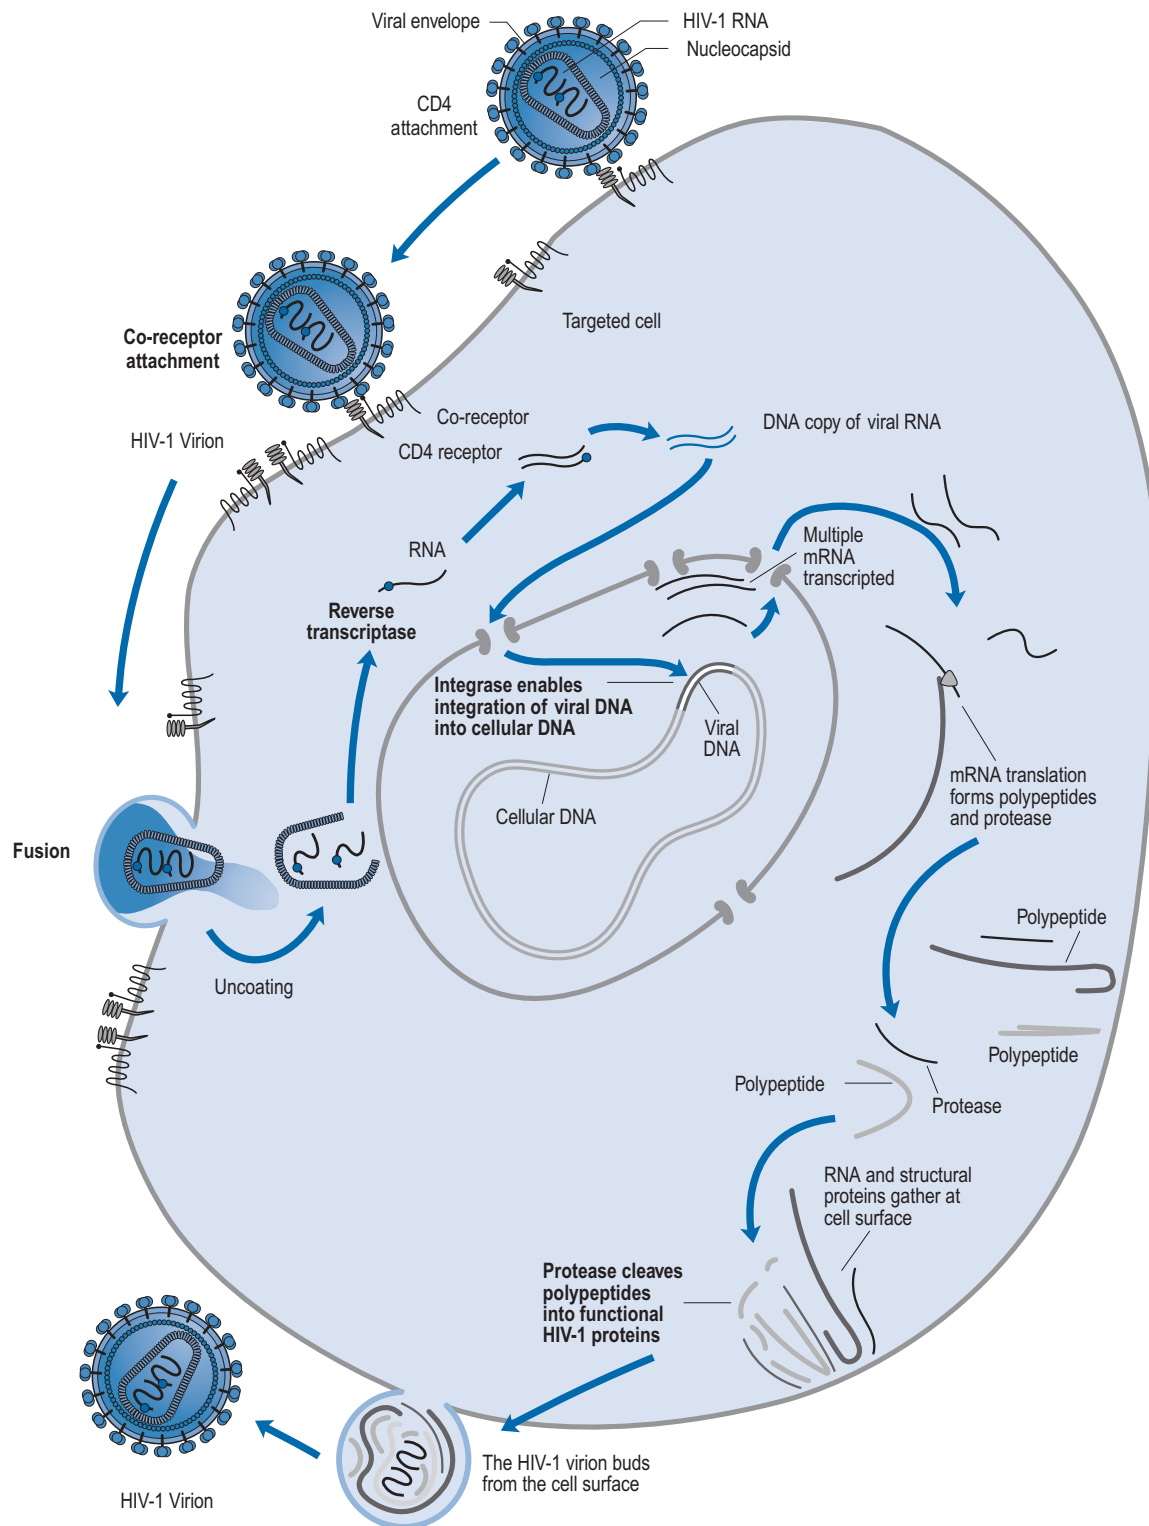 Viral envelope
HIV-1 RNA
Nucleocapsid
CD4
attachment
Targeted cell
Co-receptor
attachment
HIV-1 Virion
Co-receptor
CD4 receptor
DNA copy of viral RNA
RNA
Multiple
mRNA
transcribed
Reverse
transcriptase
Integrase enables
integration of viral DNA
into cellular DNA
Viral
DNA
Cellular DNA
mRNA translation
forms polypeptides
and protease
Fusion
Uncoating
Polypeptide
Polypeptide
Polypeptide
Protease
RNA and structural
proteins gather at
cell surface
Protease cleaves
polypeptides
into functional
HIV-1 proteins
The HIV-1 virion buds
from the cell surface
HIV-1 Virion